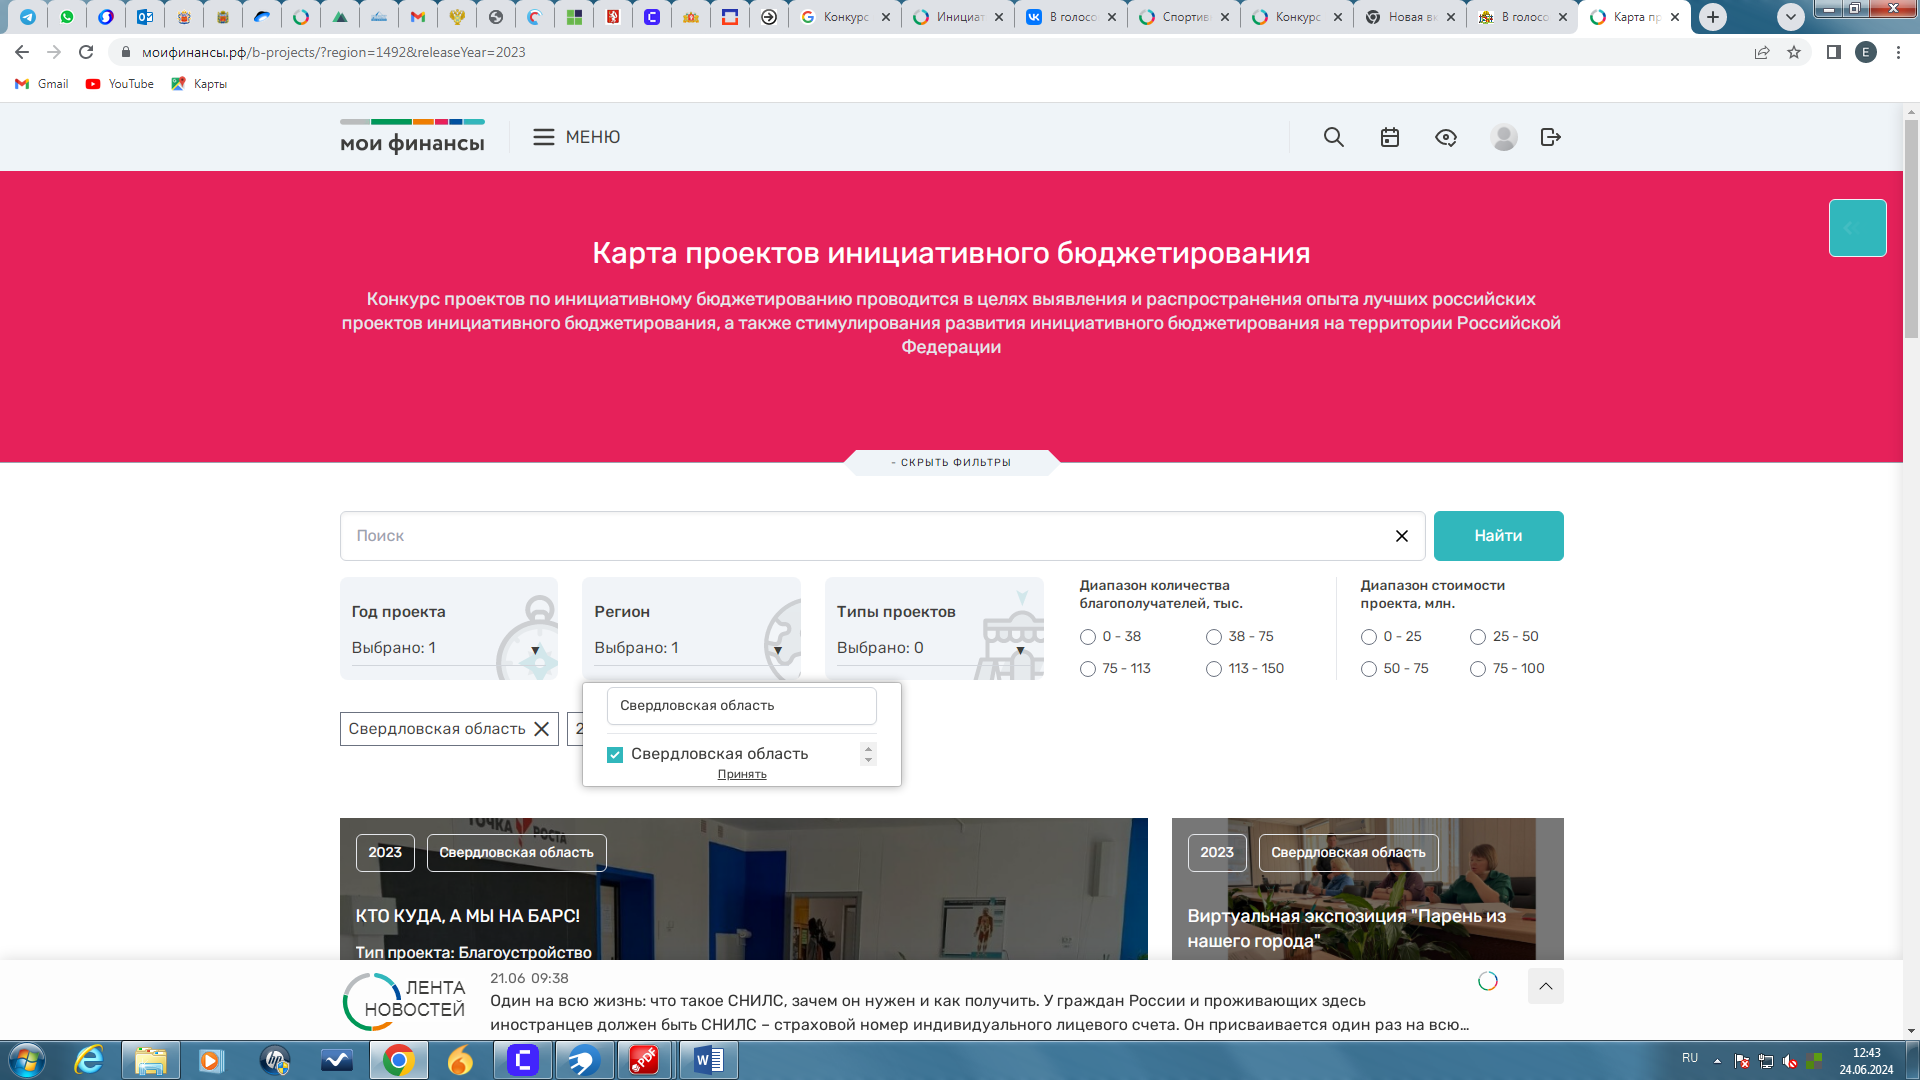 Конкурс
Инициат
В голосо
Спортив
Конкурс
Новая вк
В голосо
Карта пр
моифинансы.рф/b-projects/?region=1492&releaseYear=2023
E
Gmail
YouTube
Карты
мои финансы
МЕНЮ
Карта проектов инициативного бюджетирования
Конкурс проектов по инициативному бюджетированию проводится в целях выявления и распространения опыта лучших российских
проектов инициативного бюджетирования, а также стимулирования развития инициативного бюджетирования на территории Российской
Федерации
- СКРЫТЬ ФИЛЬТРЫ
Поиск
Найти
Год проекта
Выбрано: 1
Регион
Выбрано: 1
Типы проектов
Выбрано: 0
Диапазон количества
благополучателей, тыс.
0 - 38
38 - 75
75 - 113
113 - 150
Диапазон стоимости
проекта, млн.
0 - 25
25 - 50
50 - 75
75 - 100
Свердловская область
2
Свердловская область
Свердловская область
Принять
ТОЧКА РОСТА
2023
Свердловская область
КТО КУДА, А МЫ НА БАРС!
Тип проекта: Благоустройство
2023
Свердловская область
Виртуальная экспозиция "Парень из
нашего города"
ЛЕНТА
НОВОСТЕЙ
21.06 09:38
Один на всю жизнь: что такое СНИЛС, зачем он нужен и как получить. У граждан России и проживающих здесь
иностранцев должен быть СНИЛС – страховой номер индивидуального лицевого счета. Он присваивается один раз на всю...
RU
12:43
24.06.2024